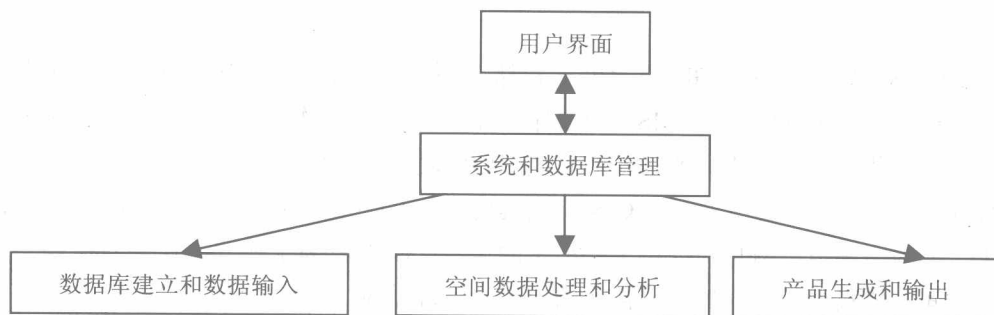 用户界面
系统和数据库管理
数据库建立和数据输入
空间数据处理和分析
产品生成和输出